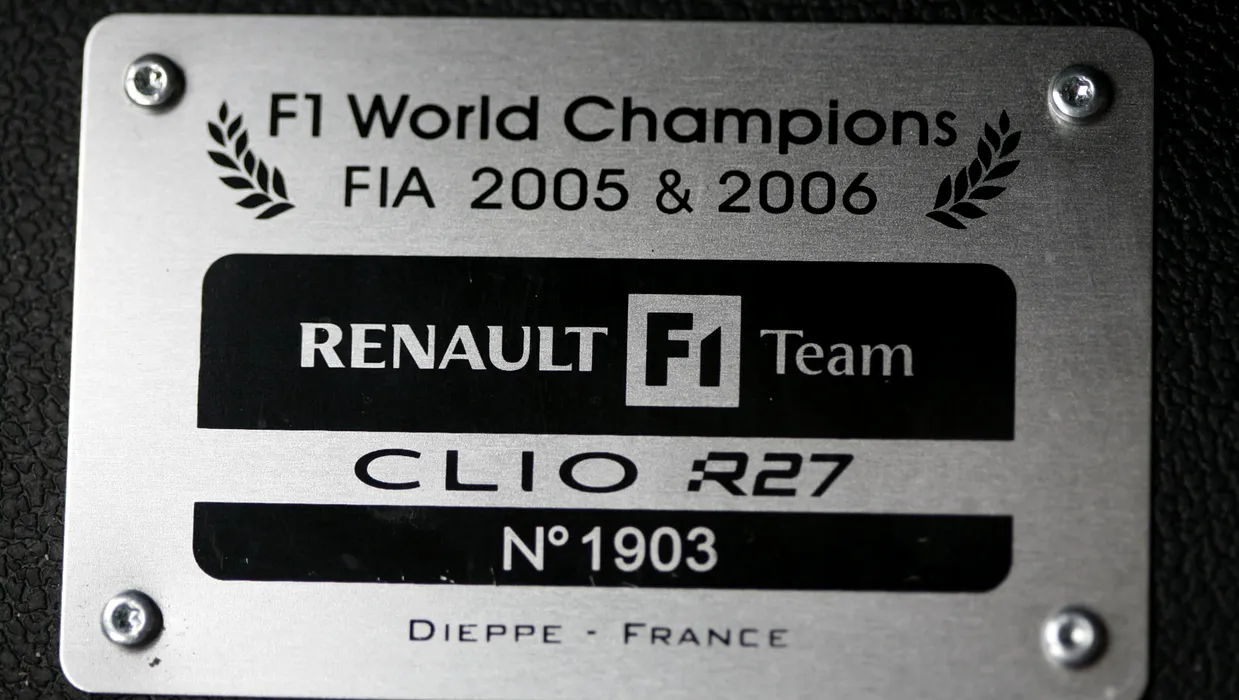 F1 World Champions
FIA 2005 & 2006
RENAULT F1 Team
CLIO R27
N°1903
DIEPPE - FRANCE